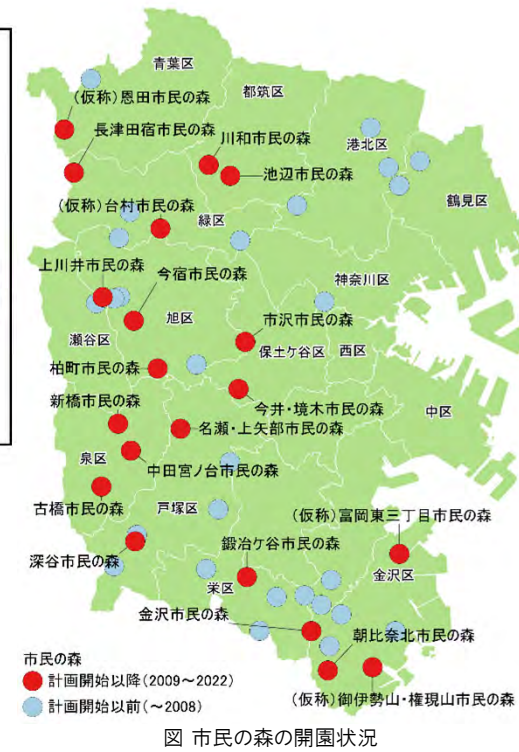 青葉区
都筑区
(仮称)恩田市民の森
長津田宿市民の森
川和市民の森
港北区
池辺市民の森
鶴見区
(仮称)台村市民の森
緑区
上川井市民の森
今宿市民の森
神奈川区
旭区
市沢市民の森
瀬谷区
保土ケ谷区
西区
柏町市民の森
今井・境木市民の森
中区
新橋市民の森
名瀬・上矢部市民の森
泉区
中田宮ノ台市民の森
古橋市民の森
戸塚区
(仮称)富岡東三丁目市民の森
深谷市民の森
鍛冶ケ谷市民の森
栄区
金沢区
金沢市民の森
朝比奈北市民の森
市民の森
計画開始以降(2009～2022)
計画開始以前(～2008)
(仮称)御伊勢山・権現山市民の森
図 市民の森の開園状況